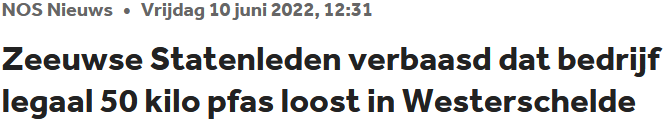 NOS Nieuws • Vrijdag 10 juni 2022, 12:31
Zeeuwse Statenleden verbaasd dat bedrijf
legaal 50 kilo pfas loost in Westerschelde